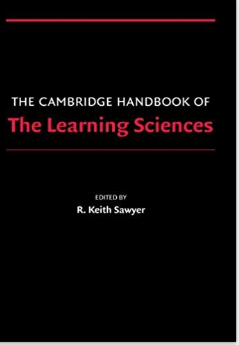 THE CAMBRIDGE HANDBOOK OF
The Learning Sciences
EDITED BY
R. Keith Sawyer